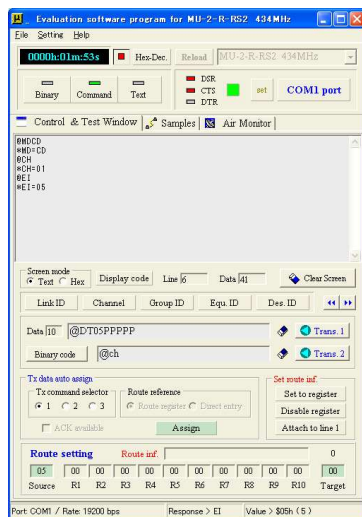 Evaluation software program for MU-2-R-RS2 434MHz
File Setting Help
0000h:01m:53s Hex-Dec. Reload MU-2-R-RS2 434MHz
Binary Command Text
DSR
CTS
DTR
set COM1 port
Control & Test Window Samples Air Monitor
@MDCD
*MD=CD
@CH
*CH=01
@EI
*EI=05
Screen mode
Text Hex Display code Line 6 Data 41 Clear Screen
Link ID Channel Group ID Equ. ID Des. ID
Data 10 @DT05PPPPP Trans. 1
Binary code @ch Trans. 2
Tx data auto assign
Tx command selector
1 2 3
Route reference
Route register Direct entry
ACK available Assign
Set route inf.
Set to register
Disable register
Attach to line 1
Route setting Route inf. 0
05 00 00 00 00 00 00 00 00 00 00 00
Source R1 R2 R3 R4 R5 R6 R7 R8 R9 R10 Target
Port: COM1 / Rate: 19200 bps Response > EI Value > $05h ( 5 )